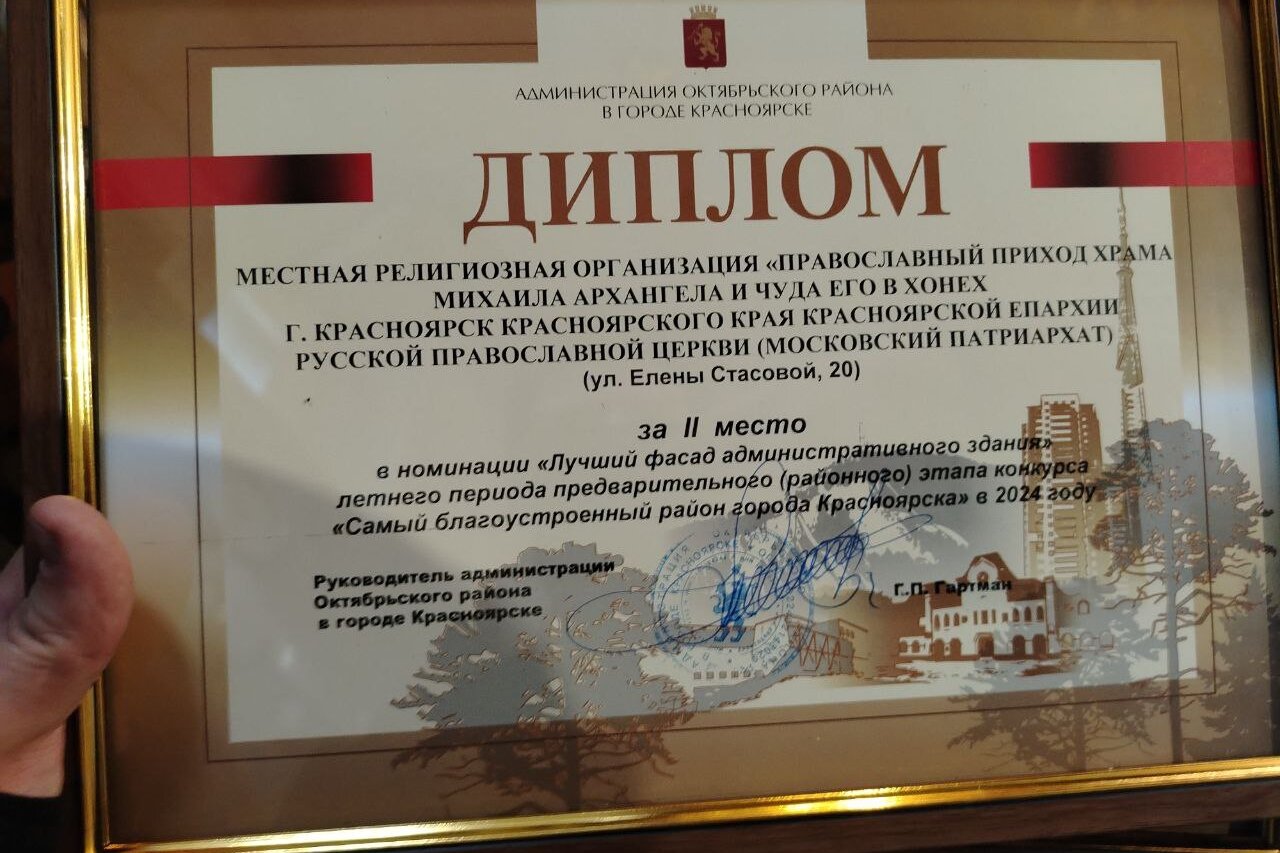 АДМИНИСТРАЦИЯ ОКТЯБРЬСКОГО РАЙОНА
В ГОРОДЕ КРАСНОЯРСКЕ
ДИПЛОМ
МЕСТНАЯ РЕЛИГИОЗНАЯ ОРГАНИЗАЦИЯ «ПРАВОСЛАВНЫЙ ПРИХОД ХРАМА
МИХАИЛА АРХАНГЕЛА И ЧУДА ЕГО В ХОНЕХ
Г. КРАСНОЯРСК КРАСНОЯРСКОГО КРАЯ КРАСНОЯРСКОЙ ЕПАРХИИ
РУССКОЙ ПРАВОСЛАВНОЙ ЦЕРКВИ (МОСКОВСКИЙ ПАТРИАРХАТ)
(ул. Елены Стасовой, 20)
за II место
в номинации «Лучший фасад административного здания»
летнего периода предварительного (районного) этапа конкурса
«Самый благоустроенный район города Красноярска» в 2024 году
Руководитель администрации
Октябрьского района
в городе Красноярске
Г.П. Гартман